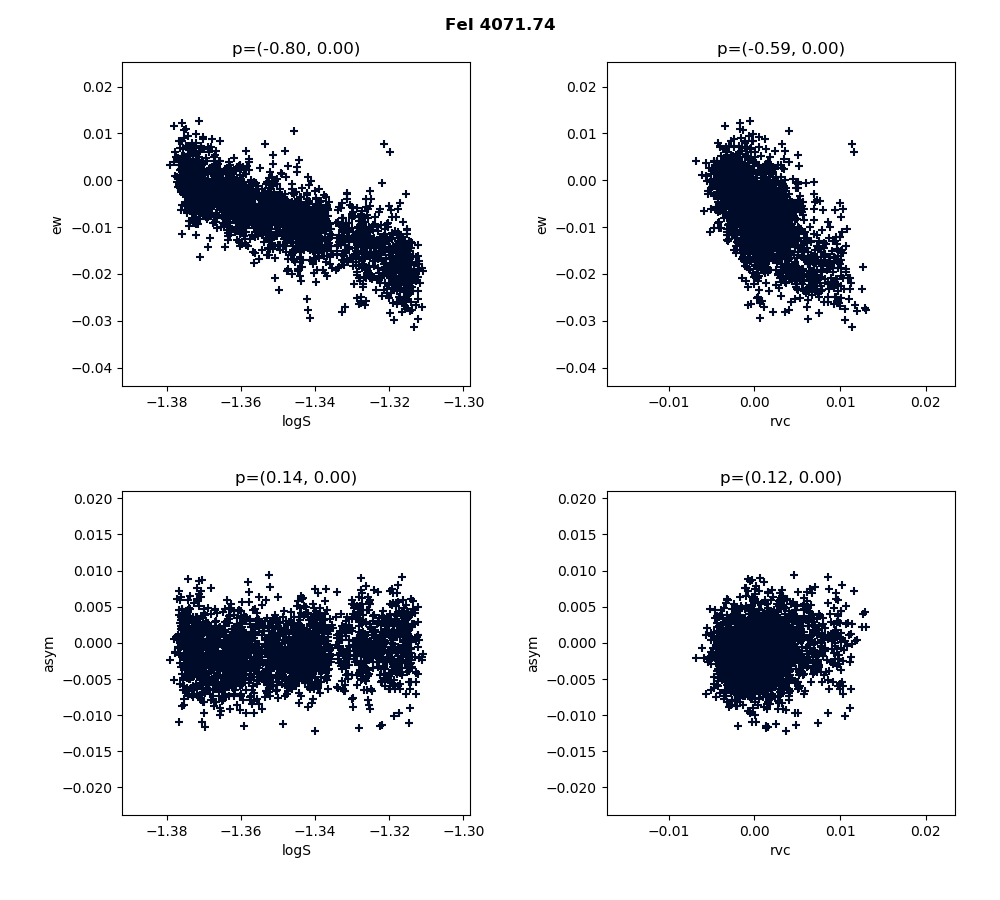 FeI 4071.74
p=(-0.80, 0.00)
p=(-0.59, 0.00)
0.02
0.01
0.00
−0.01
−0.02
−0.03
−0.04
ew
−1.38 −1.36 −1.34 −1.32 −1.30
logS
0.02
0.01
0.00
−0.01
−0.02
−0.03
−0.04
ew
−0.01 0.00 0.01 0.02
rvc
p=(0.14, 0.00)
p=(0.12, 0.00)
0.020
0.015
0.010
0.005
0.000
−0.005
−0.010
−0.015
−0.020
asym
−1.38 −1.36 −1.34 −1.32 −1.30
logS
0.020
0.015
0.010
0.005
0.000
−0.005
−0.010
−0.015
−0.020
asym
−0.01 0.00 0.01 0.02
rvc